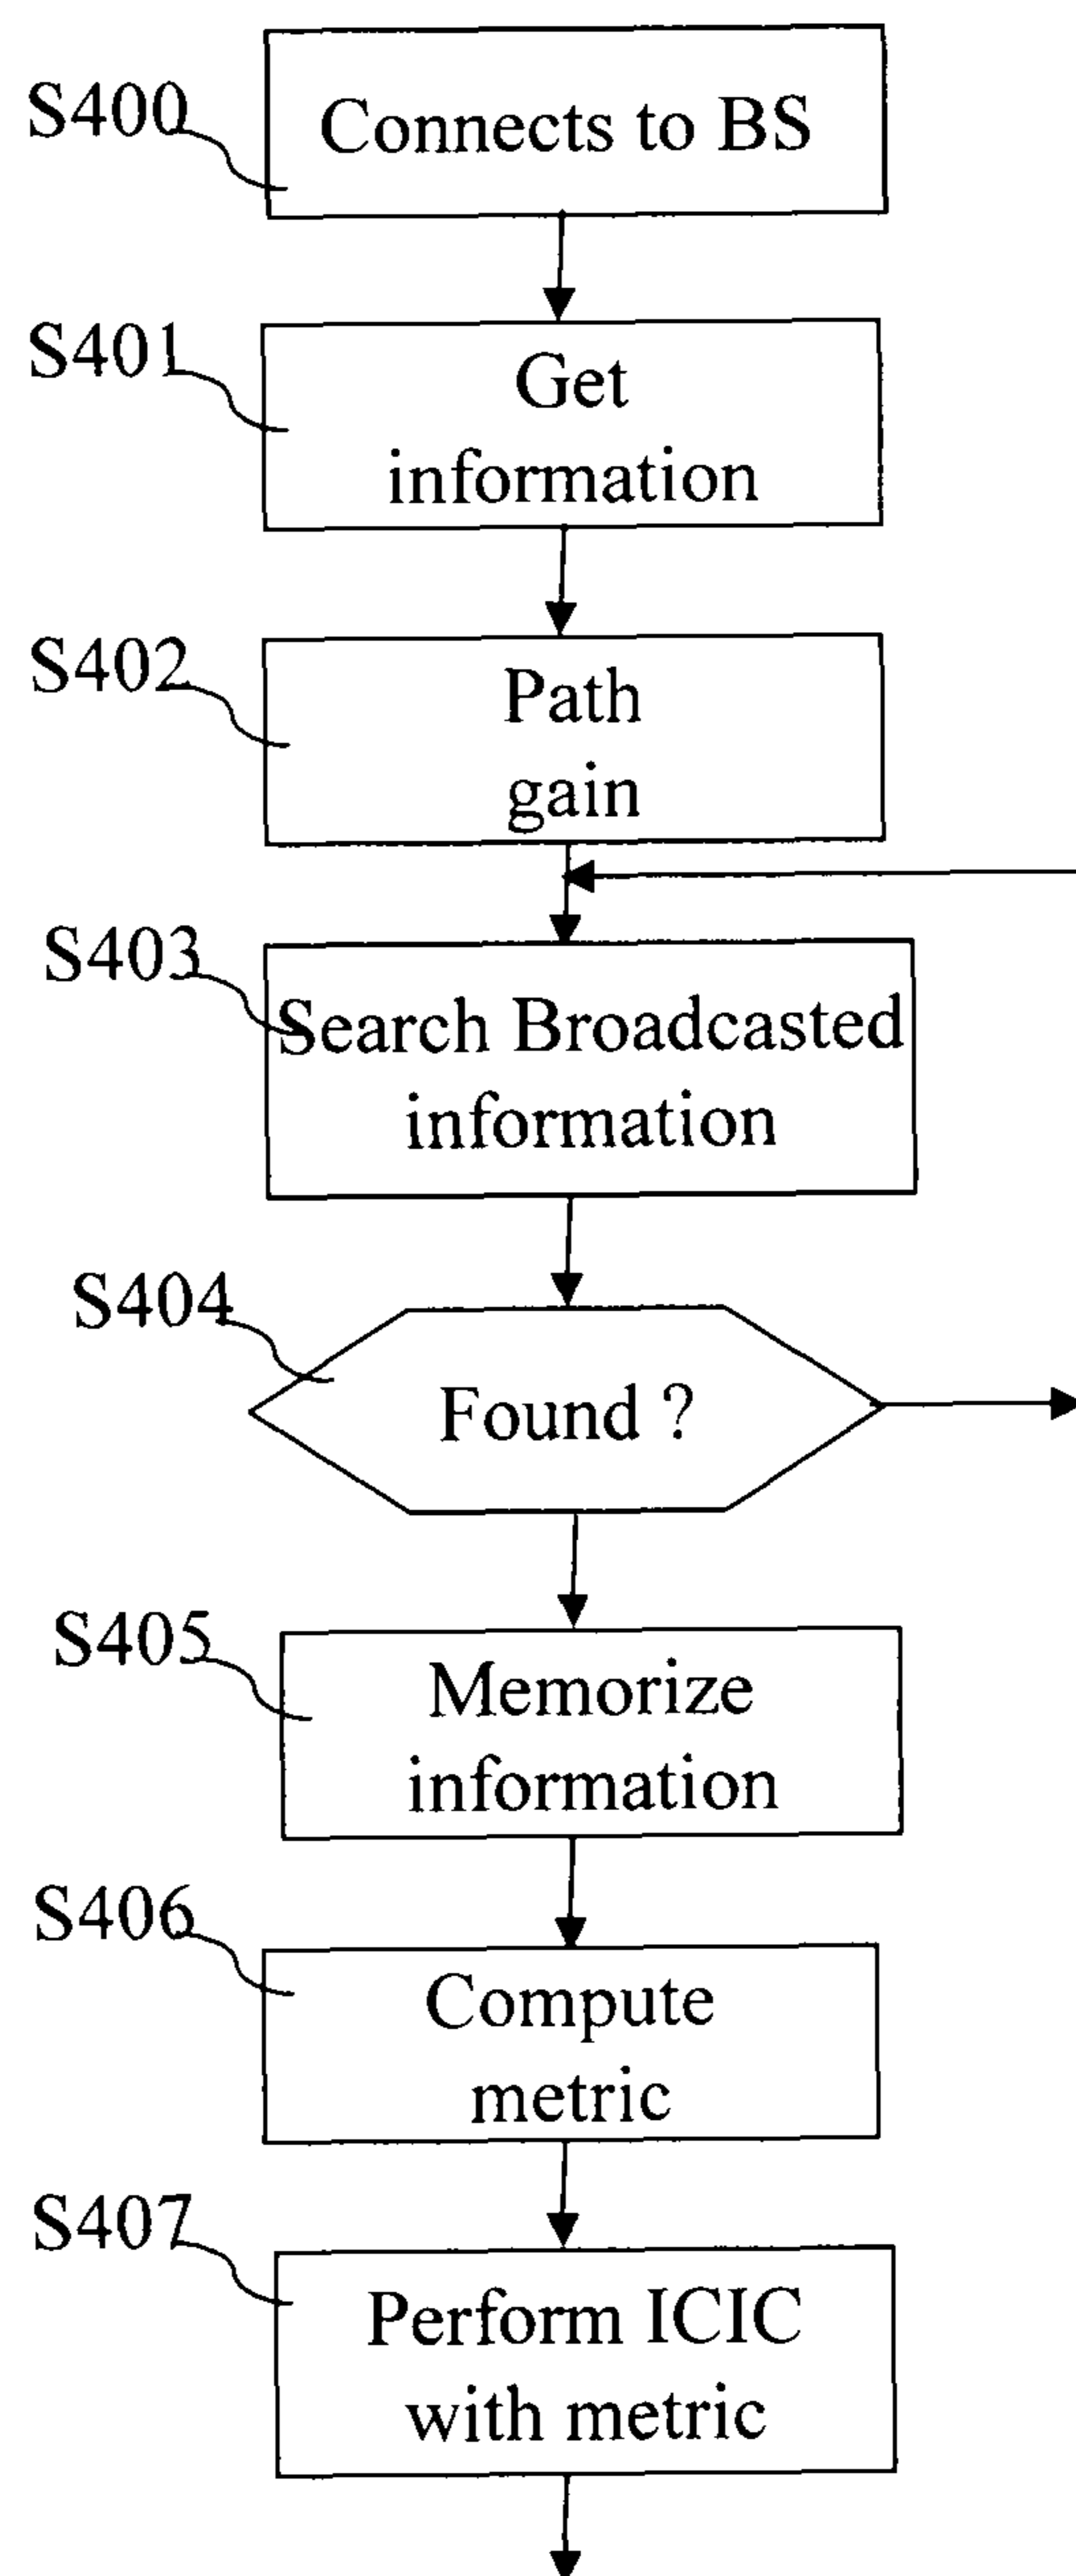 S400
Connects to BS
S401
Get
information
S402
Path
gain
S403
Search Broadcasted
information
S404
Found ?
S405
Memorize
information
S406
Compute
metric
S407
Perform ICIC
with metric